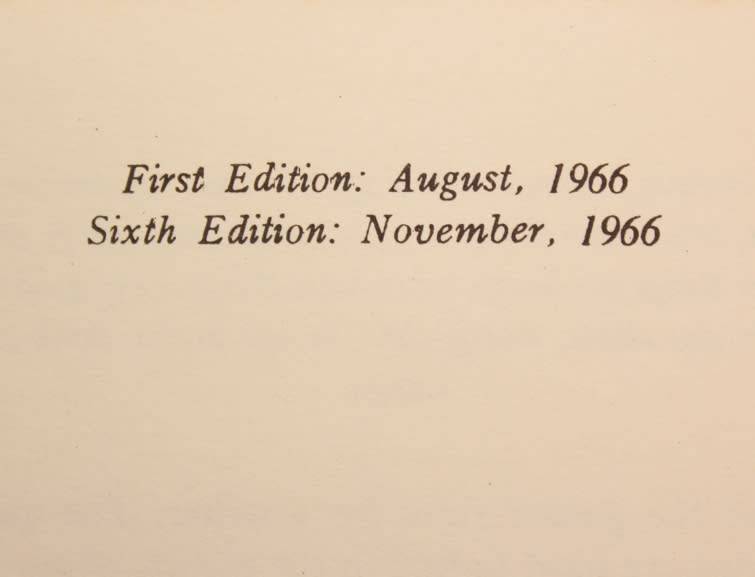 First Edition: August, 1966
Sixth Edition: November, 1966